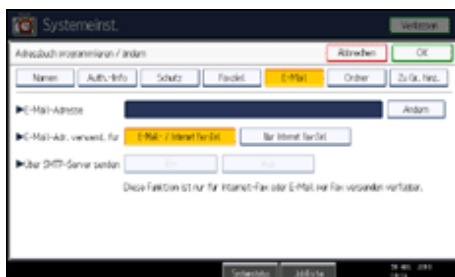 Systemeinst.
Verlassen
Adressbuch programmieren / ändern
Abbrechen
OK
Namen
Auth.-Info
Schutz
Faxziel.
E-Mail
Ordner
Zu Gr. hinz.
▶E-Mail-Adresse
Ändern
▶E-Mail-Adr. verwend. für
E-Mail- / Internet Fax-Ziel
Nur Internet Fax-Ziel
▶Über SMTP-Server senden
Ein
Aus
Diese Funktion ist nur für Internet-Fax oder E-Mail per Fax versenden verfügbar.
Systemstatus
Jobliste